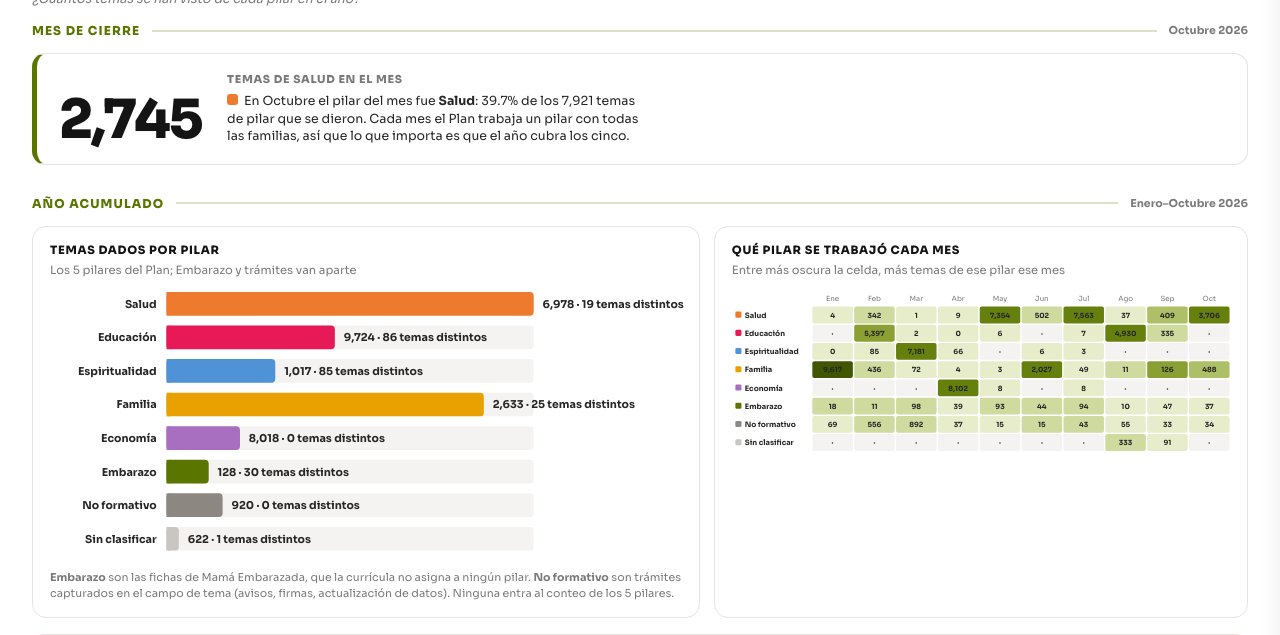 ¿Cuántos temas se han visto de cada pilar en el año?
MES DE CIERRE
Octubre 2026
2,745
TEMAS DE SALUD EN EL MES
En Octubre el pilar del mes fue Salud: 39.7% de los 7,921 temas
de pilar que se dieron. Cada mes el Plan trabaja un pilar con todas
las familias, así que lo que importa es que el año cubra los cinco.
AÑO ACUMULADO
Enero–Octubre 2026
TEMAS DADOS POR PILAR
Los 5 pilares del Plan; Embarazo y trámites van aparte
Salud 6,978 · 19 temas distintos
Educación 9,724 · 86 temas distintos
Espiritualidad 1,017 · 85 temas distintos
Familia 2,633 · 25 temas distintos
Economía 8,018 · 0 temas distintos
Embarazo 128 · 30 temas distintos
No formativo 920 · 0 temas distintos
Sin clasificar 622 · 1 temas distintos
Embarazo son las fichas de Mamá Embarazada, que la currícula no asigna a ningún pilar. No formativo son trámites
capturados en el campo de tema (avisos, firmas, actualización de datos). Ninguna entra al conteo de los 5 pilares.
QUÉ PILAR SE TRABAJÓ CADA MES
Entre más oscura la celda, más temas de ese pilar ese mes
Ene Feb Mar Abr May Jun Jul Ago Sep Oct
Salud 4 342 1 9 7,354 502 7,563 37 409 3,706
Educación · 5,397 2 0 6 · 7 4,930 335 ·
Espiritualidad 0 85 7,181 66 · 6 3 · · ·
Familia 9,617 436 72 4 3 2,027 49 11 126 488
Economía · · · 8,102 8 · 8 · · ·
Embarazo 18 11 98 39 93 44 94 10 47 37
No formativo 69 556 892 37 15 15 43 55 33 34
Sin clasificar · · · · · · · 333 91 ·